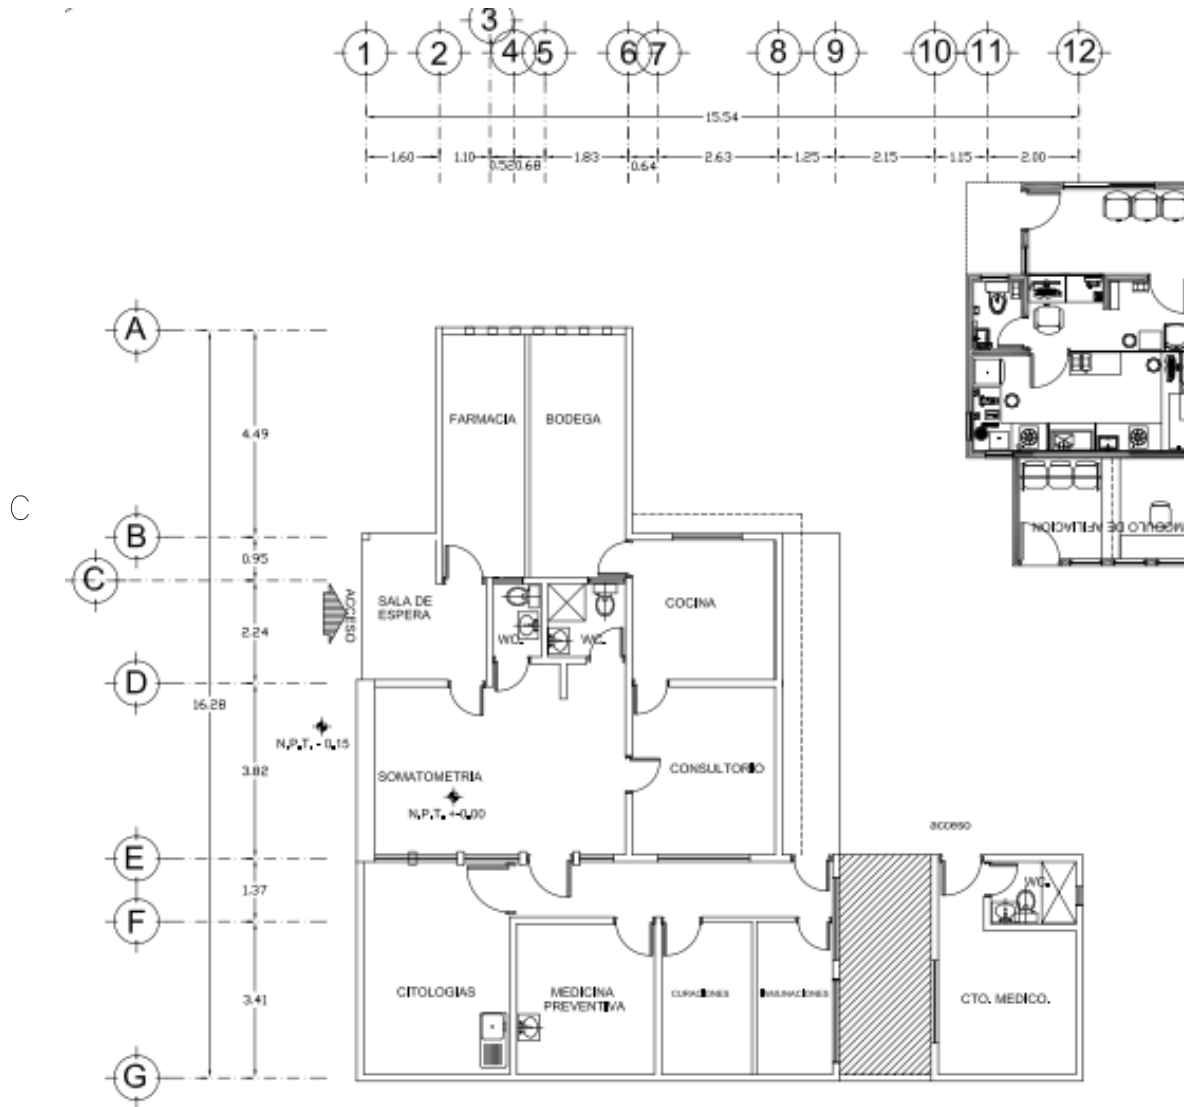 3
1 2 4 5 6 7 8 9 10 11 12
15.54
1.60 1.10 0.52 0.68 1.83 0.64 2.63 1.25 2.15 1.15 2.00
A
4.49
FARMACIA BODEGA
C
B
MODULO DE AFILIACION
0.95
C
ACCESO
SALA DE
ESPERA
COCINA
2.24
WC. WC.
D
16.28
N.P.T. - 0.15
3.82
SOMATOMETRIA
CONSULTORIO
N.P.T. +-0.00
acceso
E
1.37
WC.
F
CITOLOGIAS
MEDICINA
PREVENTIVA
CURACIONES
INMUNACIONES
CTO. MEDICO.
3.41
G